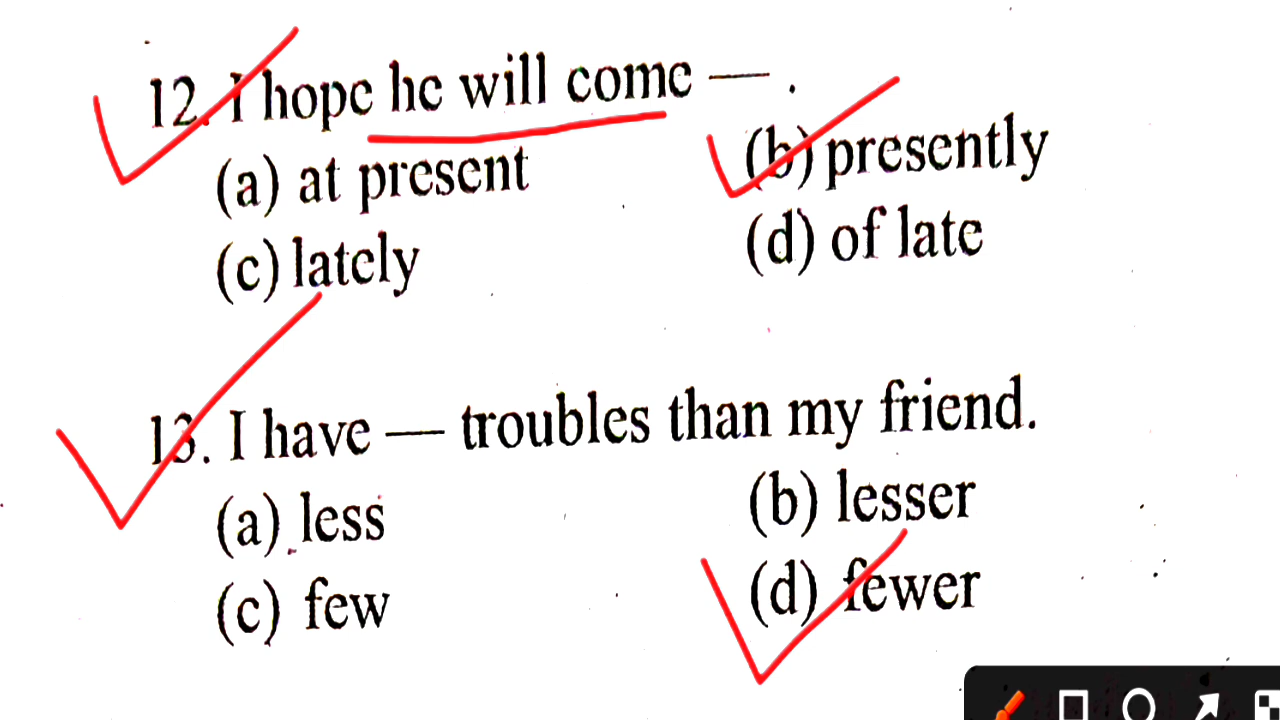 12. I hope he will come — .
(a) at present (b) presently
(c) lately (d) of late
13. I have — troubles than my friend.
(a) less (b) lesser
(c) few (d) fewer